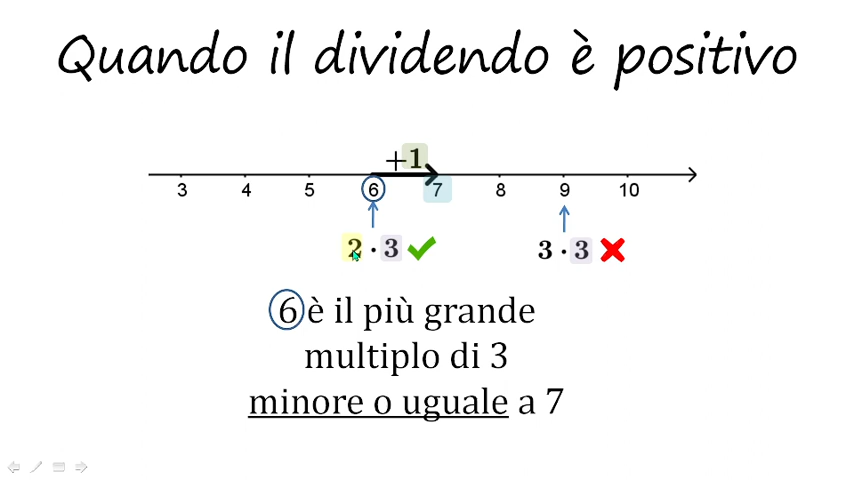 Quando il dividendo è positivo
+1
3 4 5 6 7 8 9 10
2 · 3 3 · 3
6 è il più grande
multiplo di 3
minore o uguale a 7